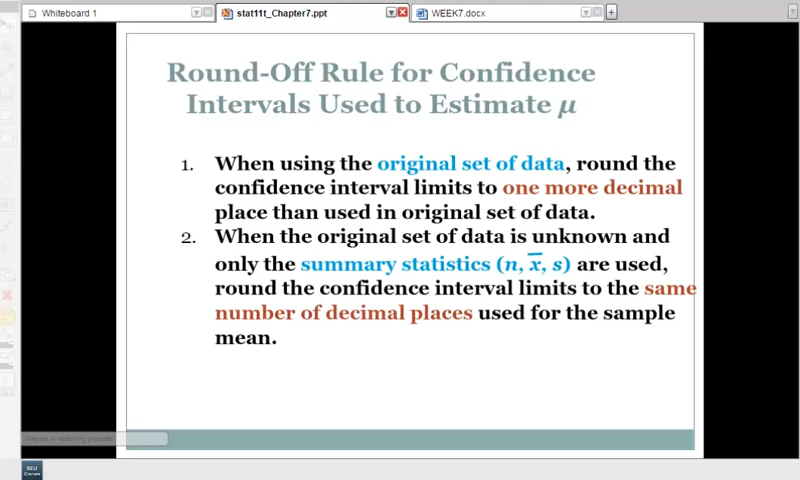 Whiteboard 1
stat11t_Chapter7.ppt
WEEK7.docx
Round-Off Rule for Confidence
Intervals Used to Estimate μ
1. When using the original set of data, round the
confidence interval limits to one more decimal
place than used in original set of data.
2. When the original set of data is unknown and
only the summary statistics (n, x̅, s) are used,
round the confidence interval limits to the same
number of decimal places used for the sample
mean.
SEU